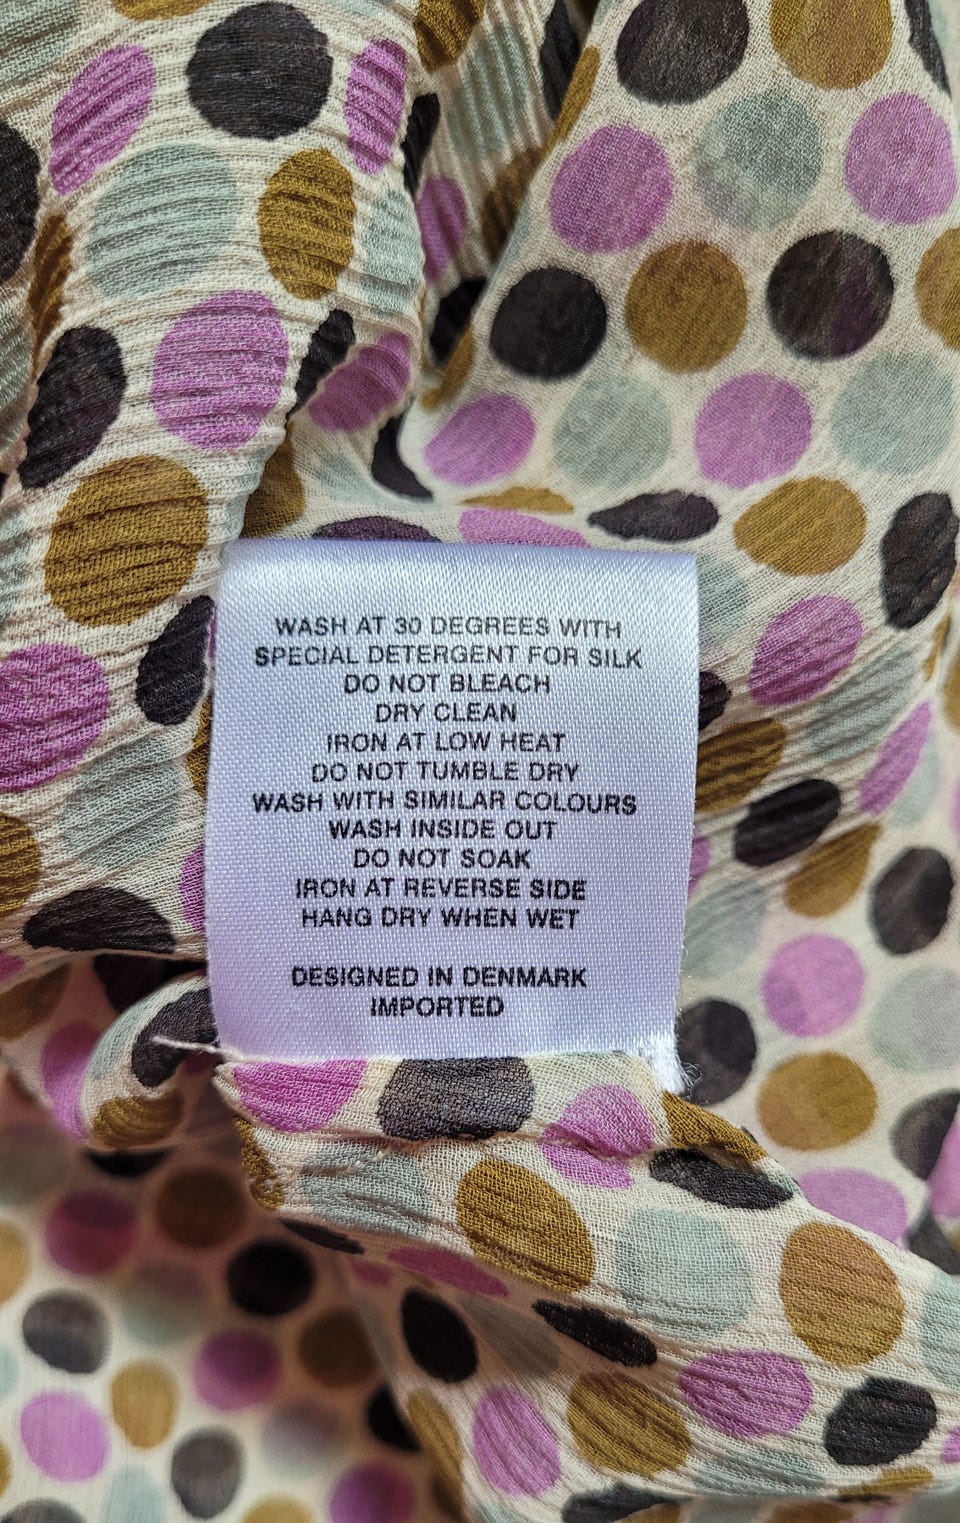 WASH AT 30 DEGREES WITH
SPECIAL DETERGENT FOR SILK
DO NOT BLEACH
DRY CLEAN
IRON AT LOW HEAT
DO NOT TUMBLE DRY
WASH WITH SIMILAR COLOURS
WASH INSIDE OUT
DO NOT SOAK
IRON AT REVERSE SIDE
HANG DRY WHEN WET
DESIGNED IN DENMARK
IMPORTED